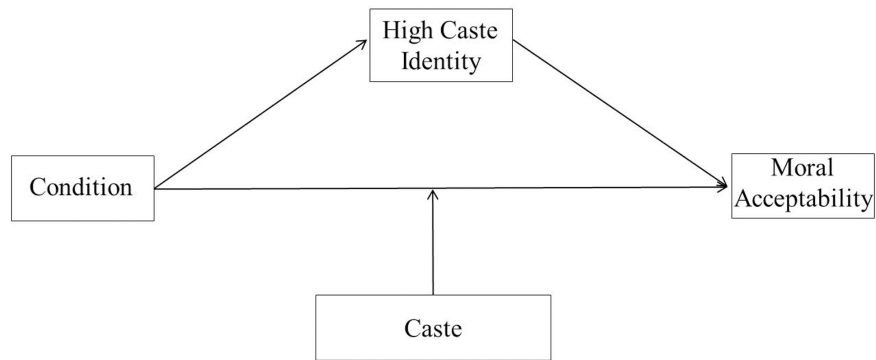 High Caste
Identity
Condition
Moral
Acceptability
Caste